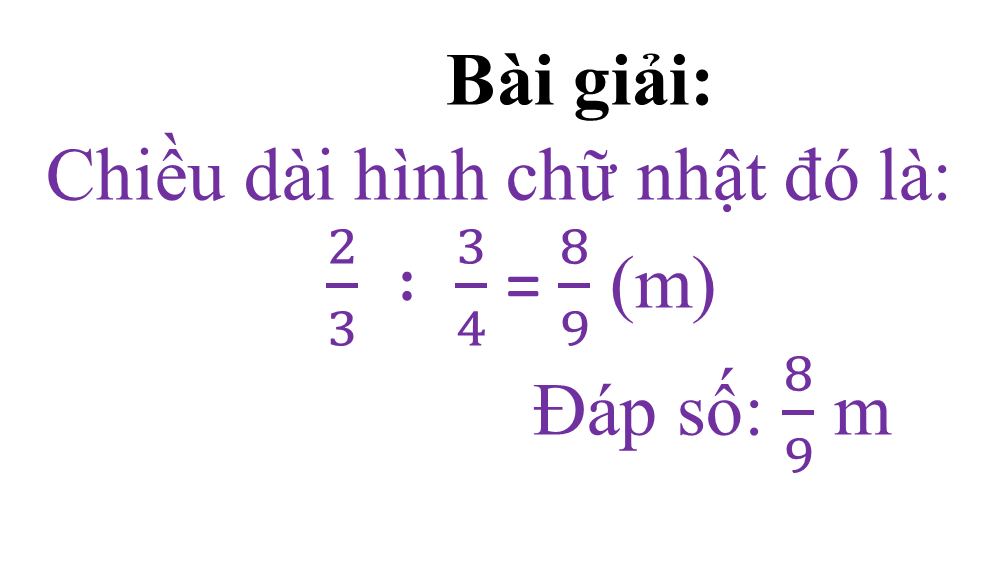 Bài giải:
Chiều dài hình chữ nhật đó là:
2/3 : 3/4 = 8/9 (m)
Đáp số: 8/9 m